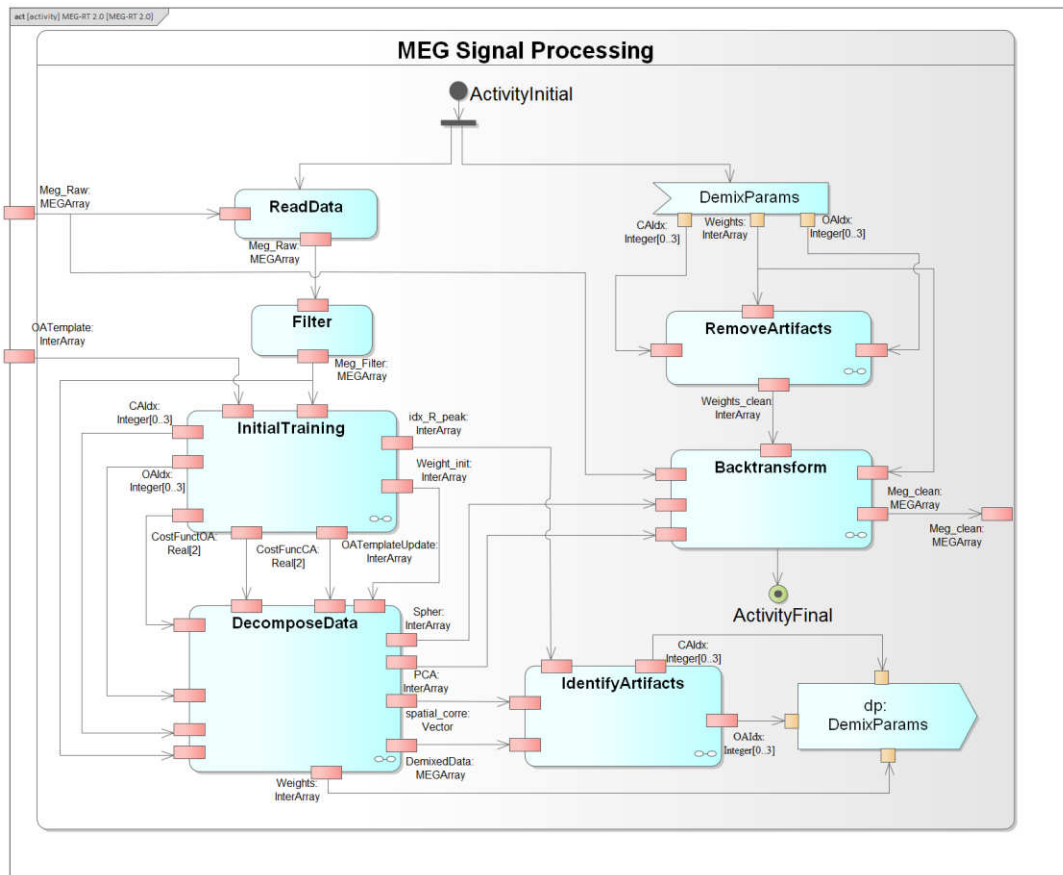 act [activity] MEG-RT 2.0 [MEG-RT 2.0]
MEG Signal Processing
ActivityInitial
Meg_Raw:
MEGArray
ReadData
Meg_Raw:
MEGArray
DemixParams
CAIdx:
Integer[0..3]
Weights:
InterArray
OAIdx:
Integer[0..3]
OATemplate:
InterArray
Filter
Meg_Filter:
MEGArray
RemoveArtifacts
Weights_clean:
InterArray
CAIdx:
Integer[0..3]
InitialTraining
idx_R_peak:
InterArray
OAIdx:
Integer[0..3]
Weight_init:
InterArray
Backtransform
Meg_clean:
MEGArray
Meg_clean:
MEGArray
CostFunctOA:
Real[2]
CostFuncCA:
Real[2]
OATemplateUpdate:
InterArray
ActivityFinal
DecomposeData
Spher:
InterArray
PCA:
InterArray
spatial_corre:
Vector
DemixedData:
MEGArray
Weights:
InterArray
CAIdx:
Integer[0..3]
IdentifyArtifacts
OAIdx:
Integer[0..3]
dp:
DemixParams